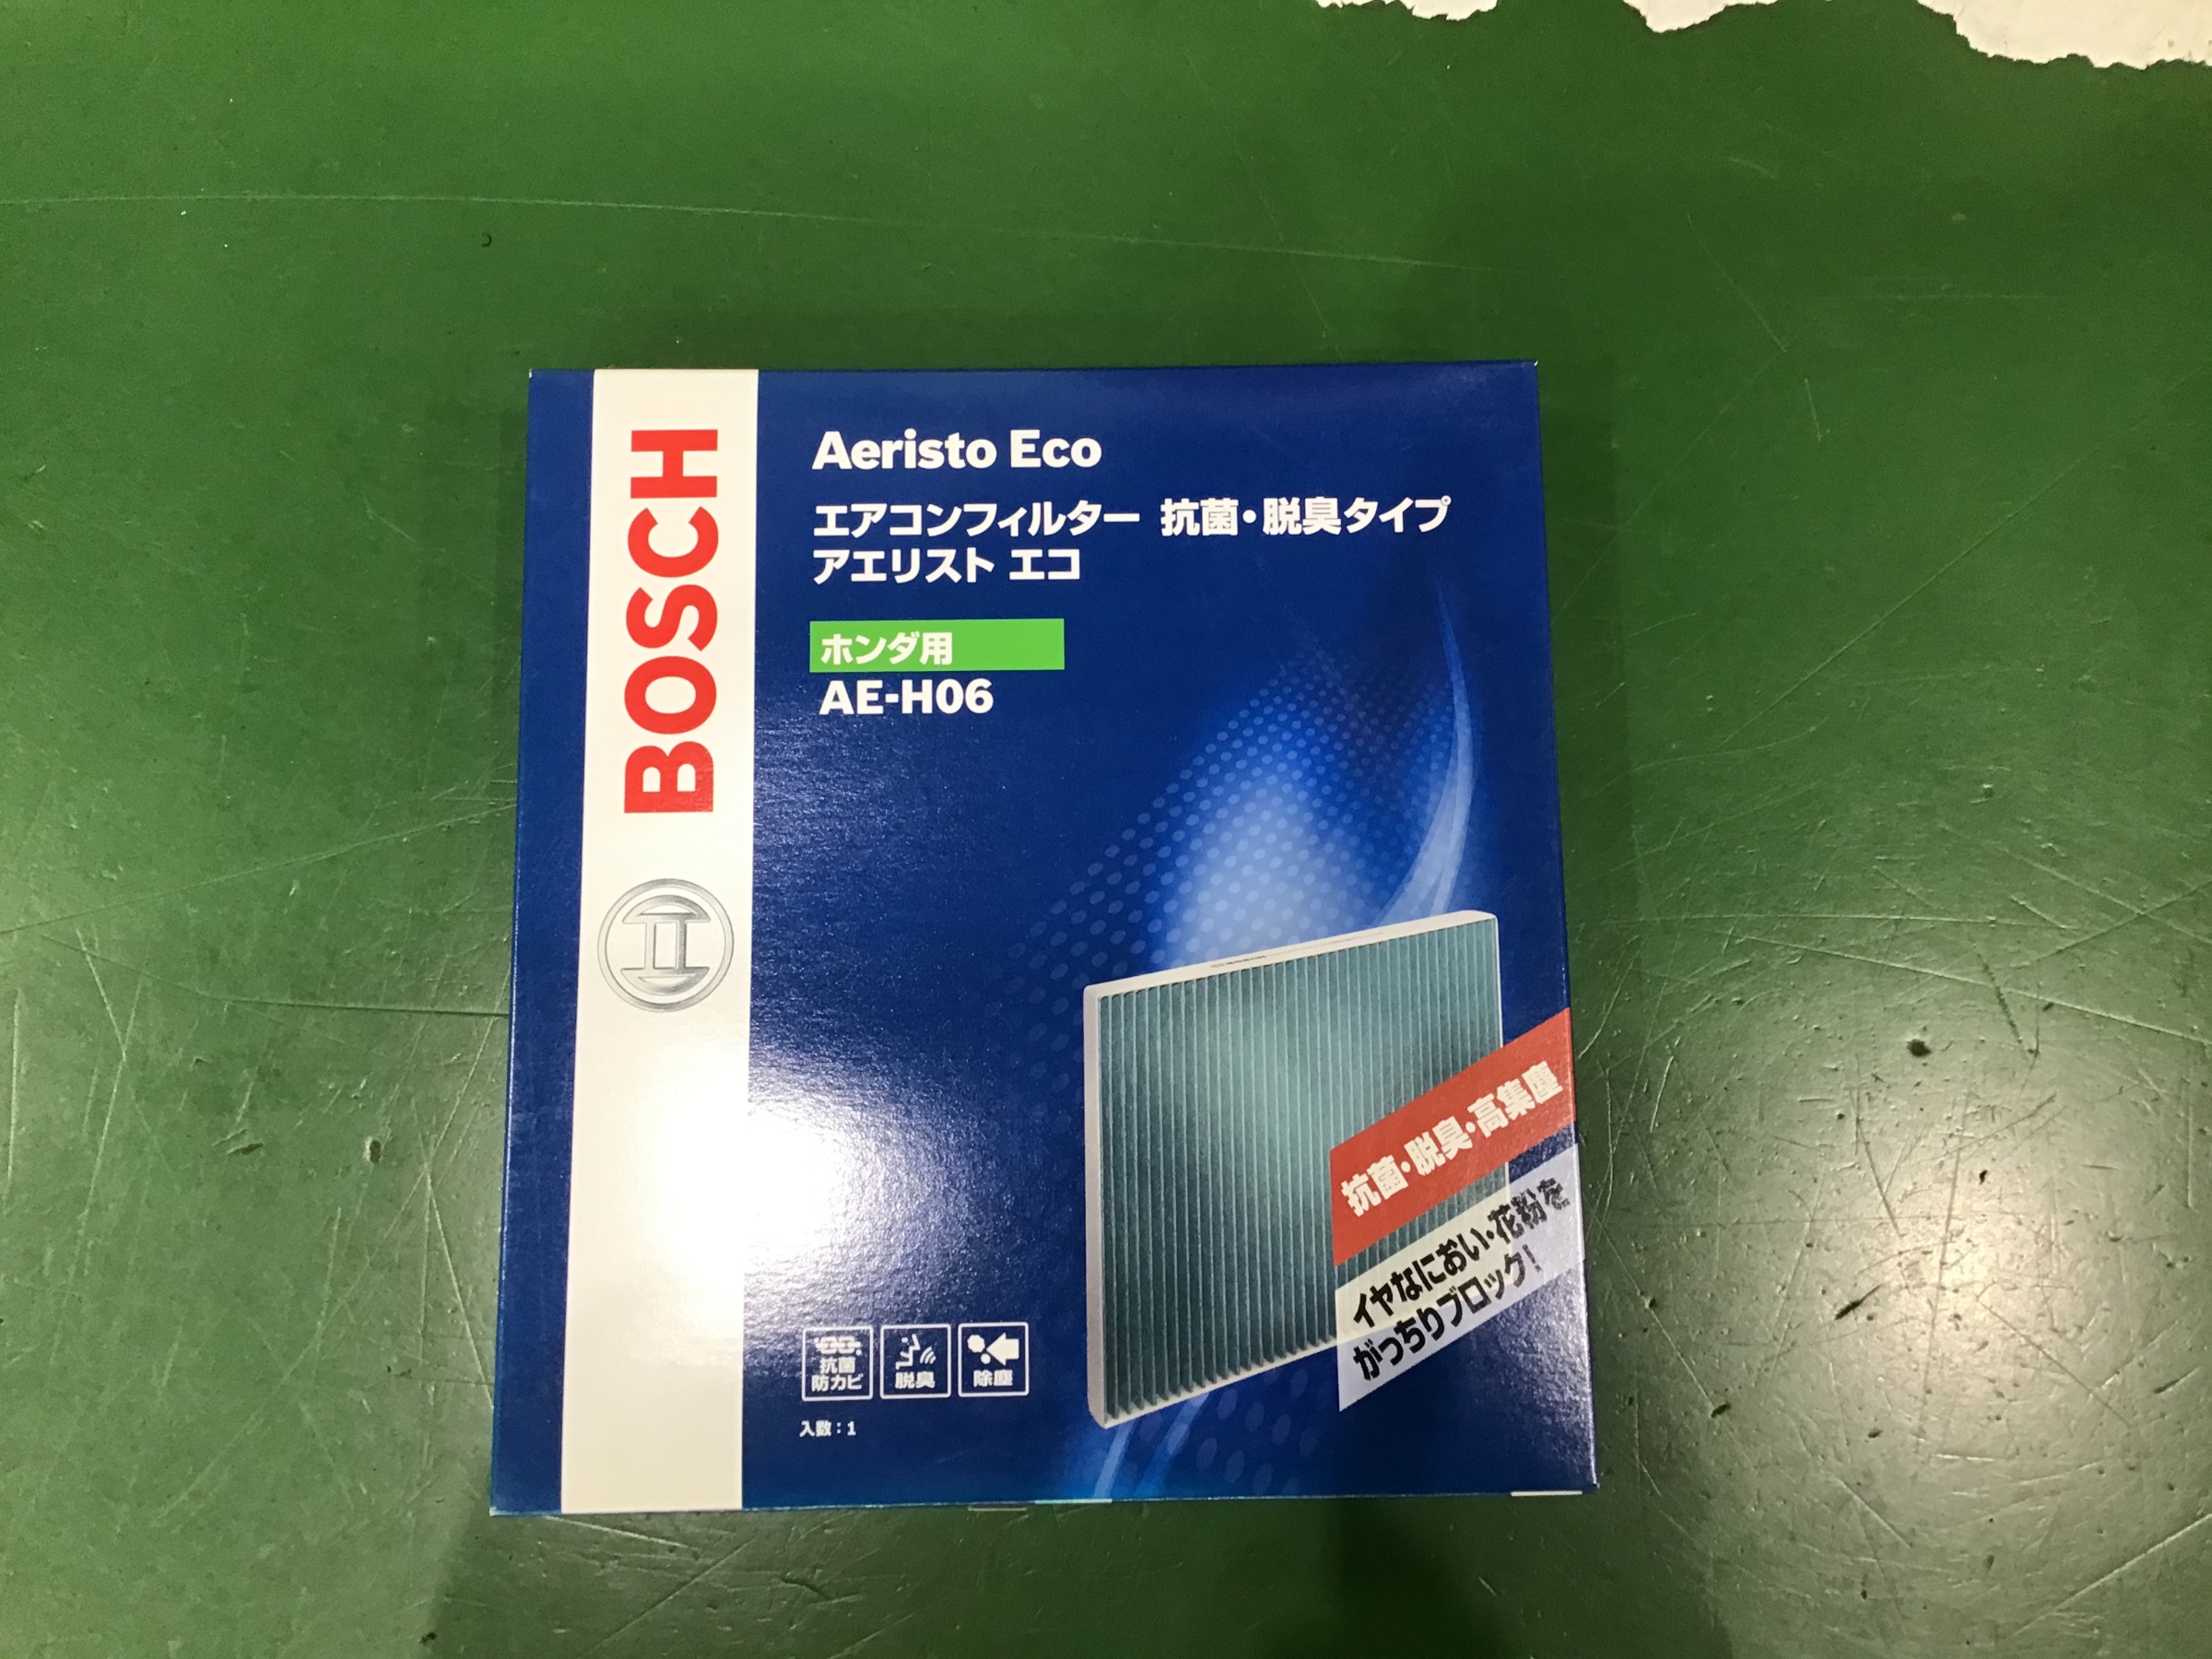 BOSCH
Aeristo Eco
エアコンフィルター 抗菌・脱臭タイプ
アエリスト エコ
ホンダ用
AE-H06
抗菌・脱臭・高集塵
イヤなにおい・花粉を
がっちりブロック!
抗菌
防カビ
脱臭
除塵
入数：1